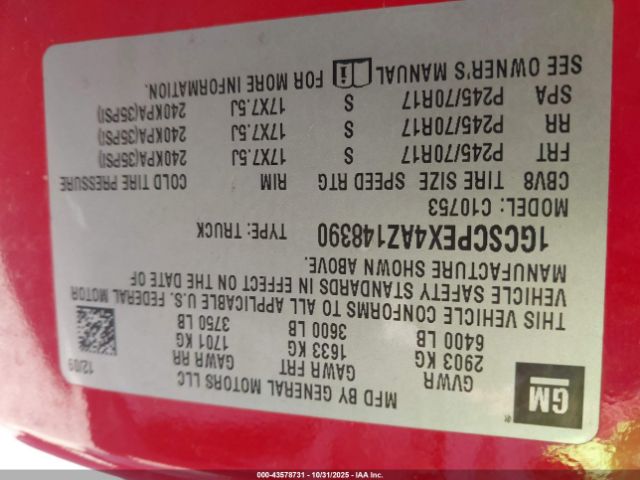 GM
MFD BY GENERAL MOTORS LLC
12/09
GVWR GAWR FRT GAWR RR
2903 KG 1633 KG 1701 KG
6400 LB 3600 LB 3750 LB
THIS VEHICLE CONFORMS TO ALL APPLICABLE U.S. FEDERAL MOTOR
VEHICLE SAFETY STANDARDS IN EFFECT ON THE DATE OF
MANUFACTURE SHOWN ABOVE.
1GCSCPEX4AZ148390 TYPE: TRUCK
MODEL: C10753
CBV8 TIRE SIZE SPEED RTG RIM COLD TIRE PRESSURE
FRT P245/70R17 S 17X7.5J 240KPA(35PSI)
RR P245/70R17 S 17X7.5J 240KPA(35PSI)
SPA P245/70R17 S 17X7.5J 240KPA(35PSI)
SEE OWNER'S MANUAL FOR MORE INFORMATION.
000-43578731 - 10/31/2025 - IAAI.com